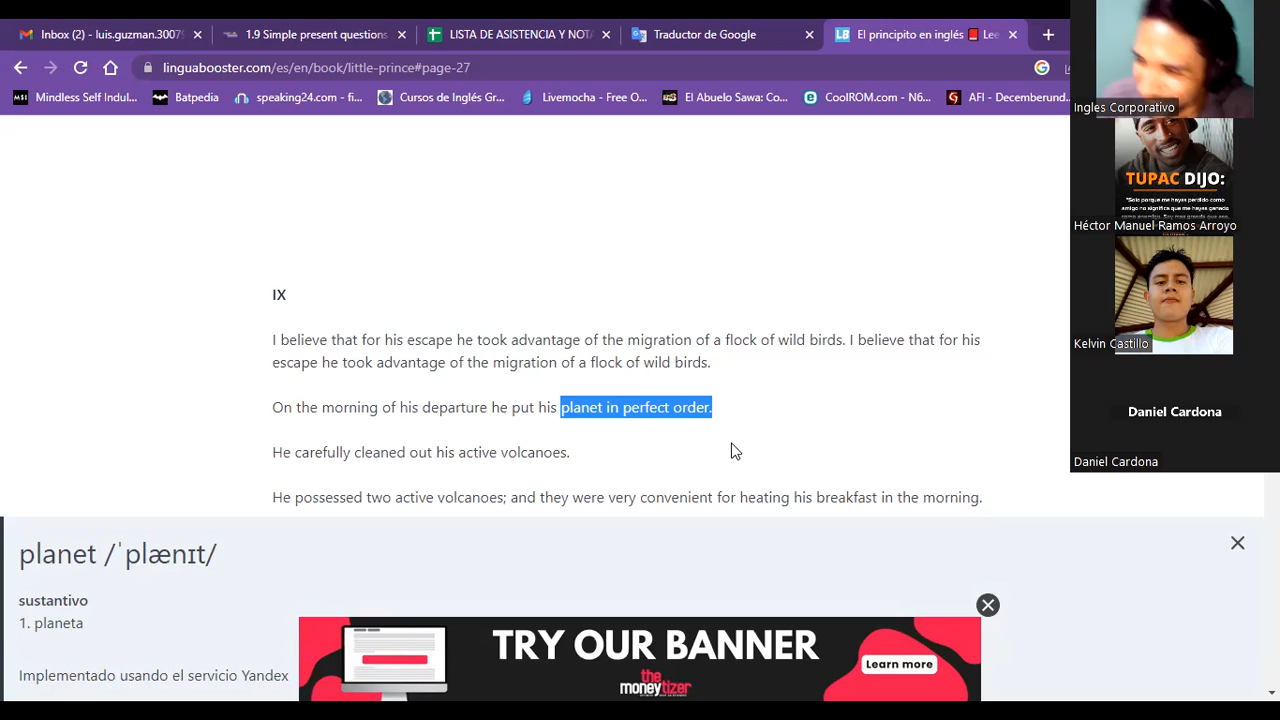 Inbox (2) - luis.guzman.3007
1.9 Simple present questions
LISTA DE ASISTENCIA Y NOTA
Traductor de Google
El principito en inglés 📕 Lee
linguabooster.com/es/en/book/little-prince#page-27
Mindless Self Indul...
Batpedia
speaking24.com - fi...
Cursos de Inglés Gr...
Livemocha - Free O...
El Abuelo Sawa: Co...
CoolROM.com - N6...
AFI - Decemberund...
Ingles Corporativo
TUPAC DIJO:
Héctor Manuel Ramos Arroyo
Kelvin Castillo
Daniel Cardona
Daniel Cardona
IX
I believe that for his escape he took advantage of the migration of a flock of wild birds. I believe that for his
escape he took advantage of the migration of a flock of wild birds.
On the morning of his departure he put his planet in perfect order.
He carefully cleaned out his active volcanoes.
He possessed two active volcanoes; and they were very convenient for heating his breakfast in the morning.
planet /ˈplænɪt/
sustantivo
1. planeta
Implementado usando el servicio Yandex
TRY OUR BANNER
the
moneytizer
Learn more